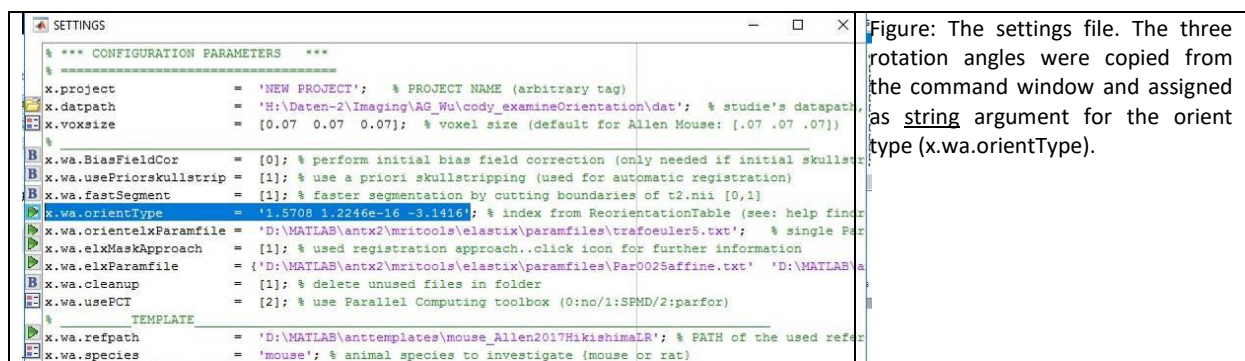 SETTINGS
% *** CONFIGURATION PARAMETERS ***
% ===================================
x.project = 'NEW PROJECT'; % PROJECT NAME (arbitrary tag)
x.datpath = 'H:\Daten-2\Imaging\AG_Wu\cody_examineOrientation\dat'; % studie's datapath,
x.voxsize = [0.07 0.07 0.07]; % voxel size (default for Allen Mouse: [.07 .07 .07])
%
B x.wa.BiasFieldCor = [0]; % perform initial bias field correction (only needed if initial skullstr
B x.wa.usePriorskullstrip = [1]; % use a priori skullstripping (used for automatic registration)
B x.wa.fastSegment = [1]; % faster segmentation by cutting boundaries of t2.nii [0,1]
x.wa.orientType = '1.5708 1.2246e-16 -3.1416'; % index from ReorientationTable (see: help findr
x.wa.orientelxParamfile = 'D:\MATLAB\antx2\mritools\elastix\paramfiles\trafoeuler5.txt'; % single Par
x.wa.elxMaskApproach = [1]; % used registration approach..click icon for further information
x.wa.elxParamfile = {'D:\MATLAB\antx2\mritools\elastix\paramfiles\Par0025affine.txt' 'D:\MATLAB\a
B x.wa.cleanup = [1]; % delete unused files in folder
x.wa.usePCT = [2]; % use Parallel Computing toolbox (0:no/1:SPMD/2:parfor)
% TEMPLATE
x.wa.refpath = 'D:\MATLAB\anttemplates\mouse_Allen2017HikishimaLR'; % PATH of the used refer
x.wa.species = 'mouse'; % animal species to investigate {mouse or rat}
Figure: The settings file. The three
rotation angles were copied from
the command window and assigned
as string argument for the orient
type (x.wa.orientType).